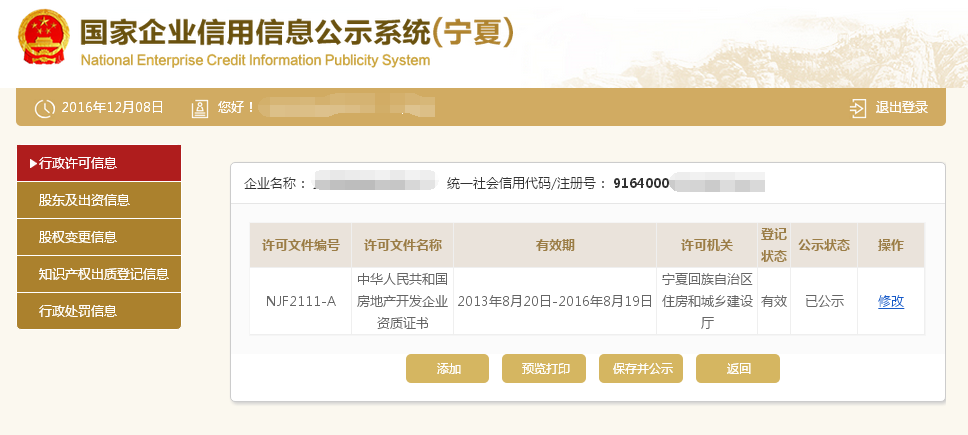 国家企业信用信息公示系统(宁夏)
National Enterprise Credit Information Publicity System
2016年12月08日
您好！
退出登录
行政许可信息
股东及出资信息
股权变更信息
知识产权出质登记信息
行政处罚信息
企业名称： 统一社会信用代码/注册号： 9164000
许可文件编号 许可文件名称 有效期 许可机关 登记状态 公示状态 操作
NJF2111-A 中华人民共和国房地产开发企业资质证书 2013年8月20日-2016年8月19日 宁夏回族自治区住房和城乡建设厅 有效 已公示 修改
添加 预览打印 保存并公示 返回